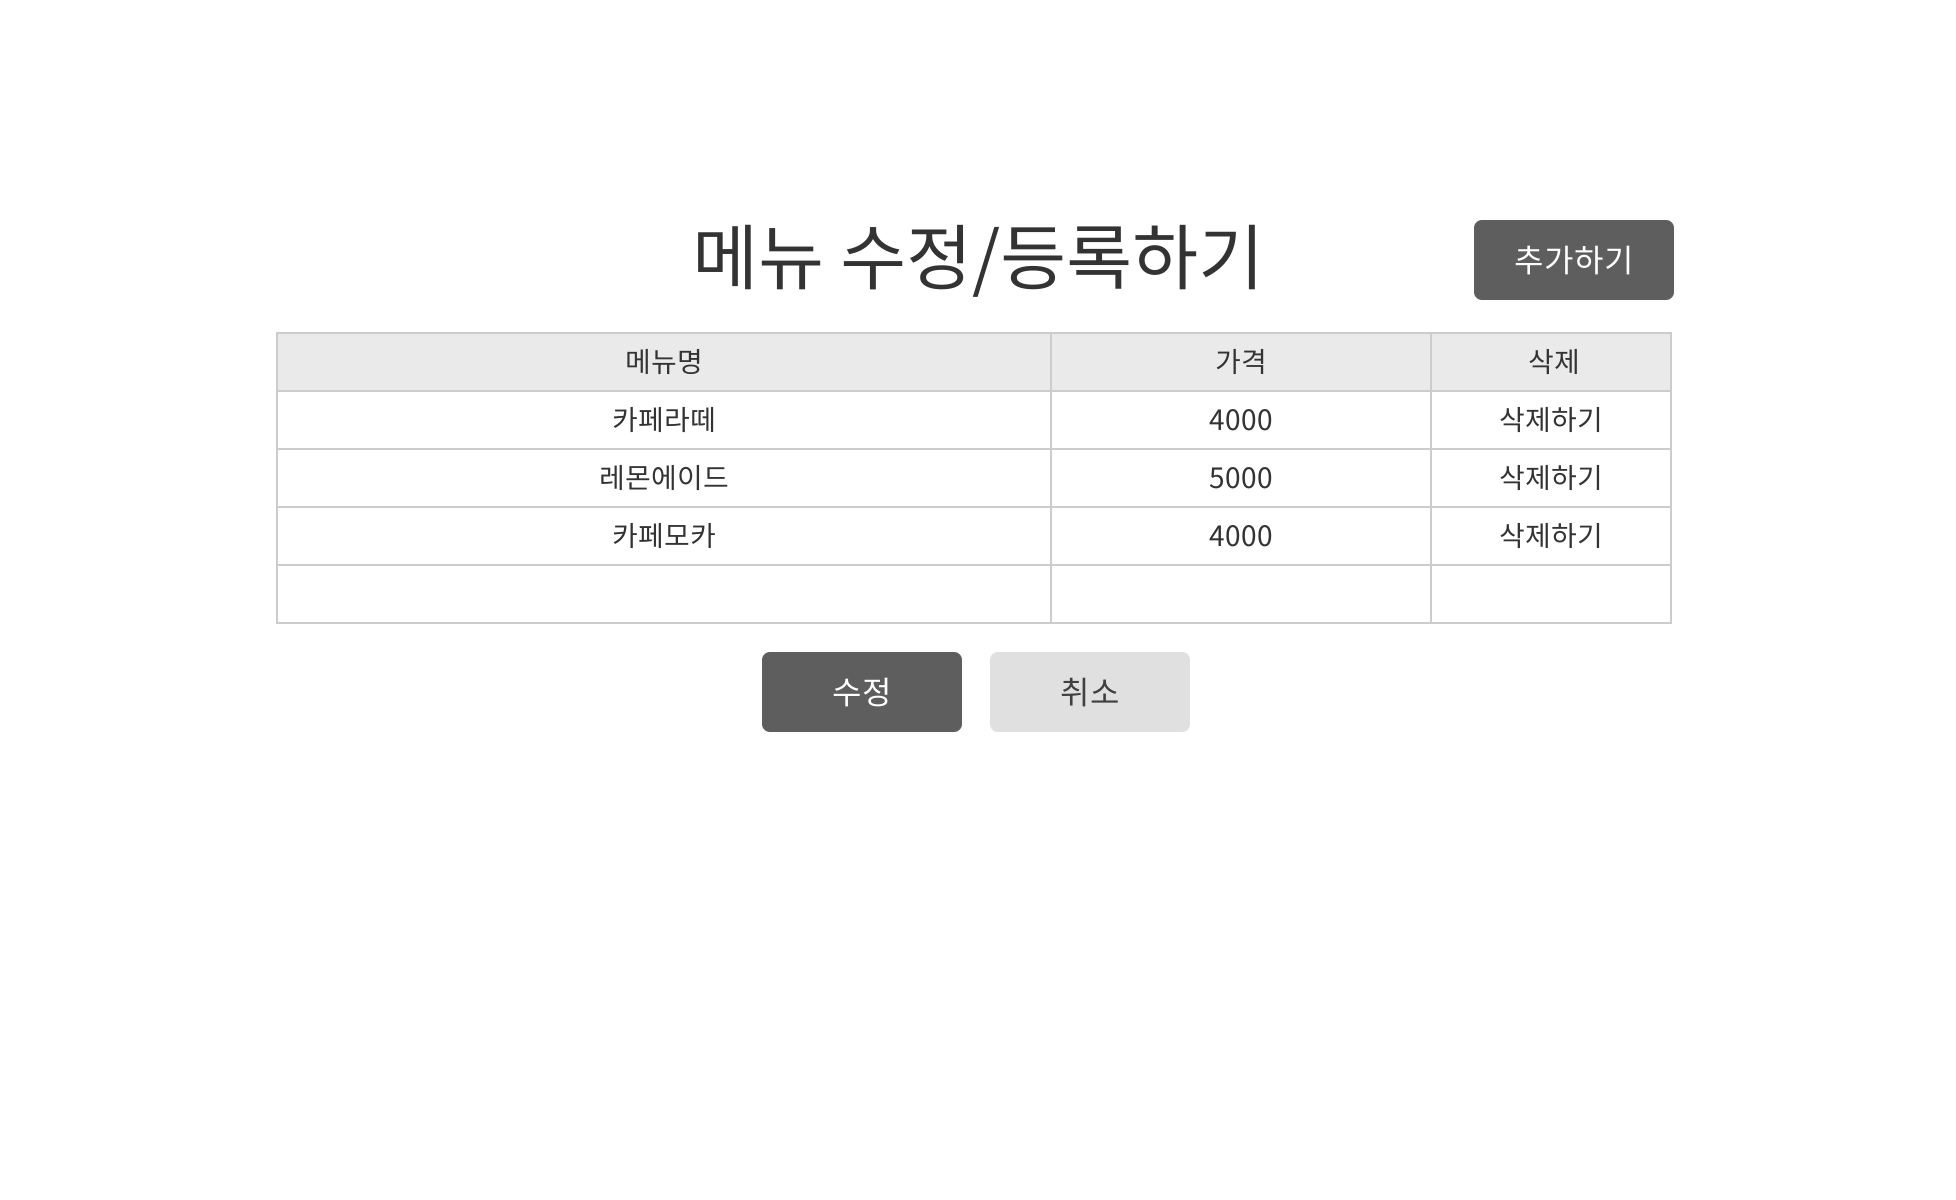 메뉴 수정/등록하기
추가하기
메뉴명 가격 삭제
카페라떼 4000 삭제하기
레몬에이드 5000 삭제하기
카페모카 4000 삭제하기
수정 취소